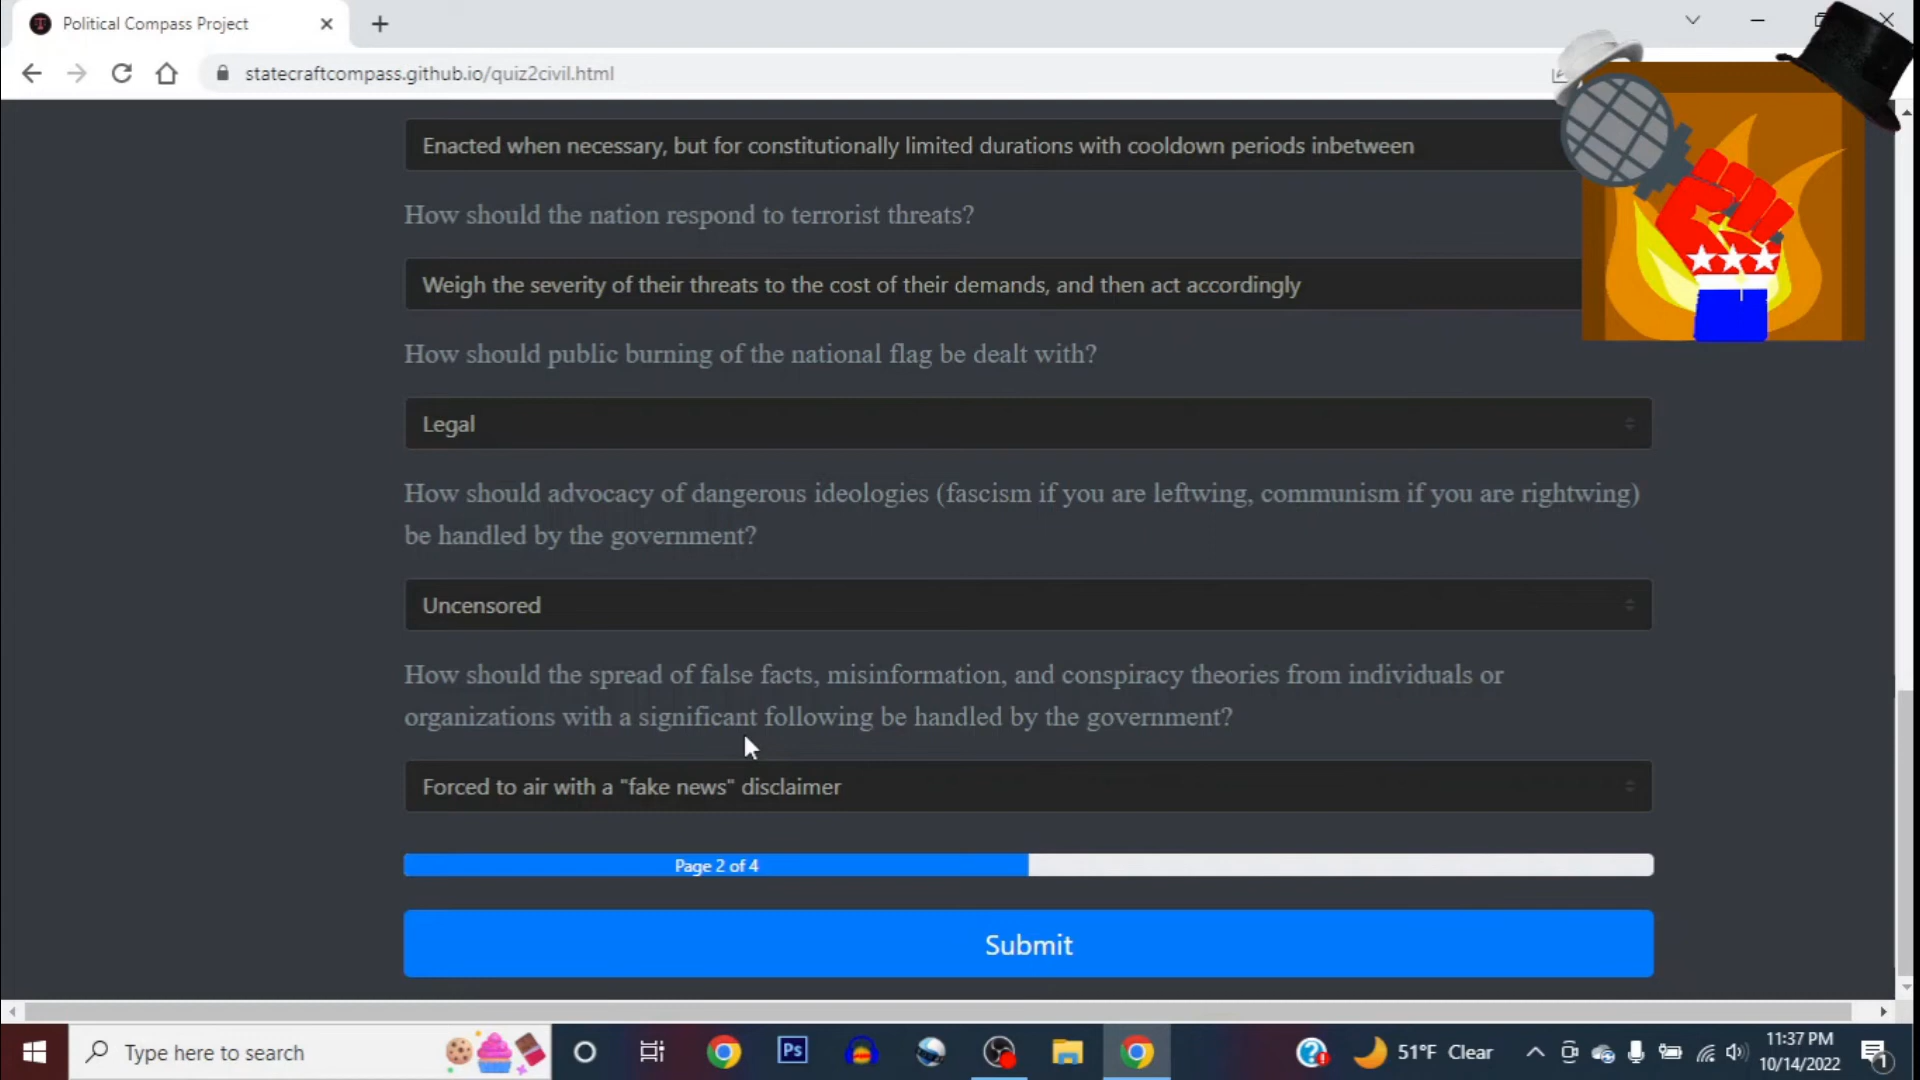 Political Compass Project
statecraftcompass.github.io/quiz2civil.html
Enacted when necessary, but for constitutionally limited durations with cooldown periods inbetween
How should the nation respond to terrorist threats?
Weigh the severity of their threats to the cost of their demands, and then act accordingly
How should public burning of the national flag be dealt with?
Legal
How should advocacy of dangerous ideologies (fascism if you are leftwing, communism if you are rightwing)
be handled by the government?
Uncensored
How should the spread of false facts, misinformation, and conspiracy theories from individuals or
organizations with a significant following be handled by the government?
Forced to air with a "fake news" disclaimer
Page 2 of 4
Submit
Type here to search
Ps
51°F Clear
11:37 PM
10/14/2022
1